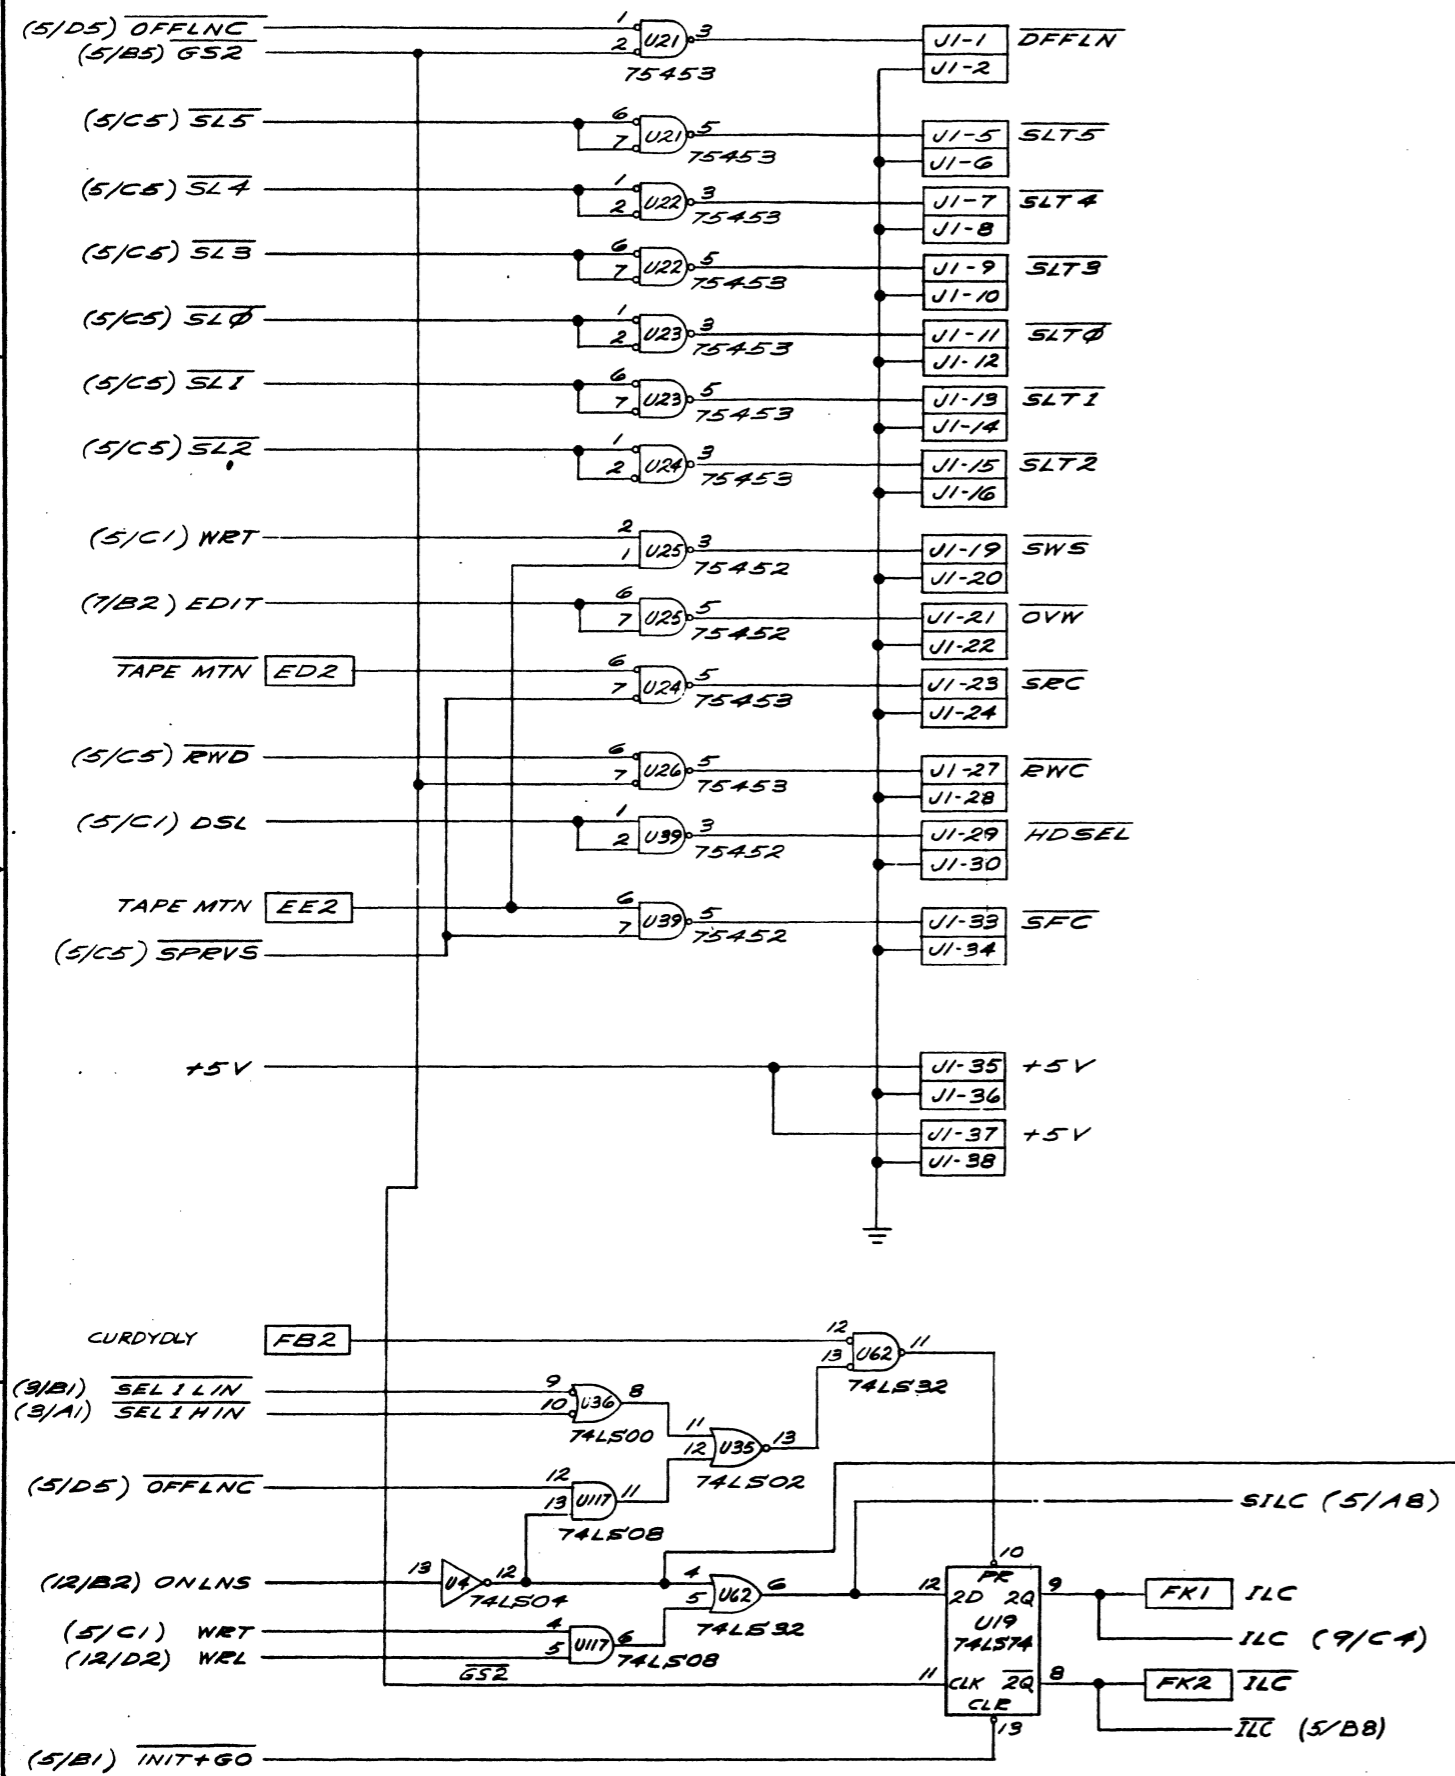 (5/D5) OFFLNC 1 U21 3 J1-1 DFFLN
(5/B5) GS2 2 75453 J1-2
(5/C5) SL5 6 7 U21 5 75453 J1-5 SLT5
J1-6
(5/C5) SL4 1 2 U22 3 75453 J1-7 SLT4
J1-8
(5/C5) SL3 6 7 U22 5 75453 J1-9 SLT3
J1-10
(5/C5) SLØ 1 2 U23 3 75453 J1-11 SLTØ
J1-12
(5/C5) SL1 6 7 U23 5 75453 J1-13 SLT1
J1-14
(5/C5) SL2 1 2 U24 3 75453 J1-15 SLT2
J1-16
(5/C1) WRT 2 1 U25 3 75452 J1-19 SWS
J1-20
(7/B2) EDIT 6 7 U25 5 75452 J1-21 OVW
J1-22
TAPE MTN ED2 6 7 U24 5 75453 J1-23 SRC
J1-24
(5/C5) RWD 6 7 U26 5 75453 J1-27 RWC
J1-28
(5/C1) DSL 1 2 U39 3 75452 J1-29 HDSEL
J1-30
TAPE MTN EE2 6 7 U39 5 75452 J1-33 SFC
(5/C5) SPRVS J1-34
+5V J1-35 +5V
J1-36
J1-37 +5V
J1-38
CURDYDLY FB2 12 13 U62 11 74LS32
(3/B1) SEL1LIN 9 U36 8
(3/A1) SEL1HIN 10 74LS00
11 12 U35 13 74LS02
(5/D5) OFFLNC 12 13 U117 11 74LS08
SILC (5/A8)
(12/B2) ONLNS 13 U4 12 74LS04 4 5 U62 6 74LS32
10 PR
12 2D 2Q 9 FK1 ILC
U19
74LS74
ILC (9/C4)
(5/C1) WRT 4 U117 6
(12/D2) WRL 5 74LS08
GS2 11 CLK 2Q 8 FK2 ILC
CLR
13
ILC (5/B8)
(5/B1) INIT+GO